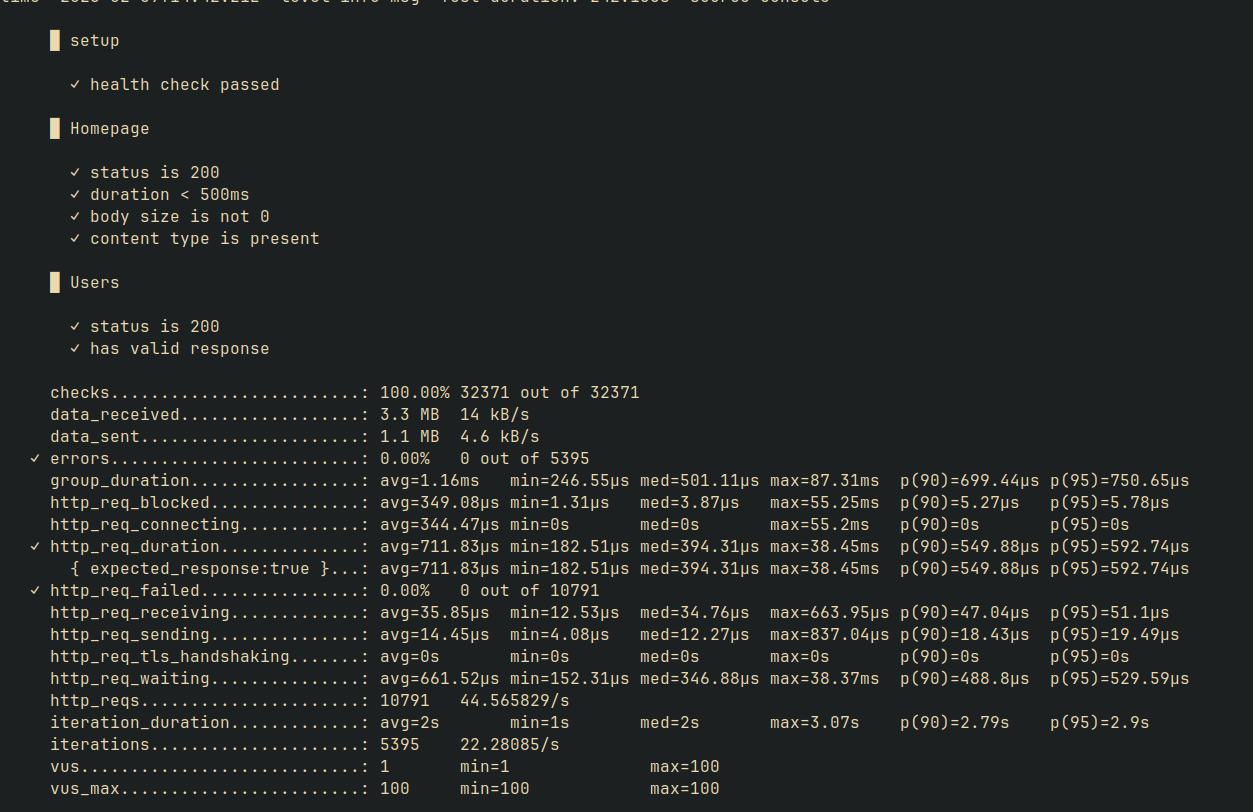 █ setup
✓ health check passed
█ Homepage
✓ status is 200
✓ duration < 500ms
✓ body size is not 0
✓ content type is present
█ Users
✓ status is 200
✓ has valid response
checks.........................: 100.00% 32371 out of 32371
data_received..................: 3.3 MB  14 kB/s
data_sent......................: 1.1 MB  4.6 kB/s
✓ errors.........................: 0.00%   0 out of 5395
group_duration.................: avg=1.16ms   min=246.55µs med=501.11µs max=87.31ms  p(90)=699.44µs p(95)=750.65µs
http_req_blocked...............: avg=349.08µs min=1.31µs   med=3.87µs   max=55.25ms  p(90)=5.27µs   p(95)=5.78µs
http_req_connecting............: avg=344.47µs min=0s       med=0s       max=55.2ms   p(90)=0s       p(95)=0s
✓ http_req_duration..............: avg=711.83µs min=182.51µs med=394.31µs max=38.45ms  p(90)=549.88µs p(95)=592.74µs
{ expected_response:true }...: avg=711.83µs min=182.51µs med=394.31µs max=38.45ms  p(90)=549.88µs p(95)=592.74µs
✓ http_req_failed................: 0.00%   0 out of 10791
http_req_receiving.............: avg=35.85µs  min=12.53µs  med=34.76µs  max=663.95µs p(90)=47.04µs  p(95)=51.1µs
http_req_sending...............: avg=14.45µs  min=4.08µs   med=12.27µs  max=837.04µs p(90)=18.43µs  p(95)=19.49µs
http_req_tls_handshaking.......: avg=0s       min=0s       med=0s       max=0s       p(90)=0s       p(95)=0s
http_req_waiting...............: avg=661.52µs min=152.31µs med=346.88µs max=38.37ms  p(90)=488.8µs  p(95)=529.59µs
http_reqs......................: 10791   44.565829/s
iteration_duration.............: avg=2s       min=1s       med=2s       max=3.07s    p(90)=2.79s    p(95)=2.9s
iterations.....................: 5395    22.28085/s
vus............................: 1       min=1              max=100
vus_max........................: 100     min=100            max=100